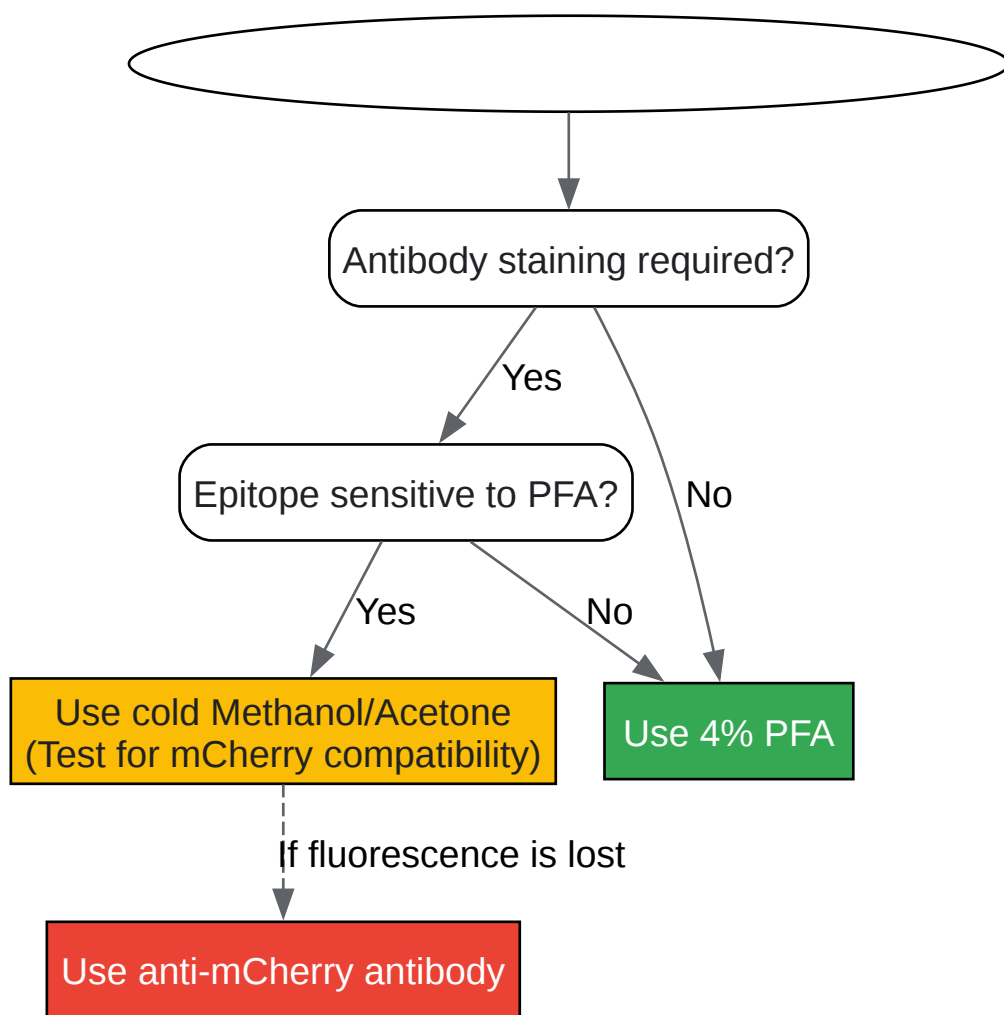 Antibody staining required?
Yes
Epitope sensitive to PFA?
No
Yes
No
Use cold Methanol/Acetone
(Test for mCherry compatibility)
Use 4% PFA
If fluorescence is lost
Use anti-mCherry antibody